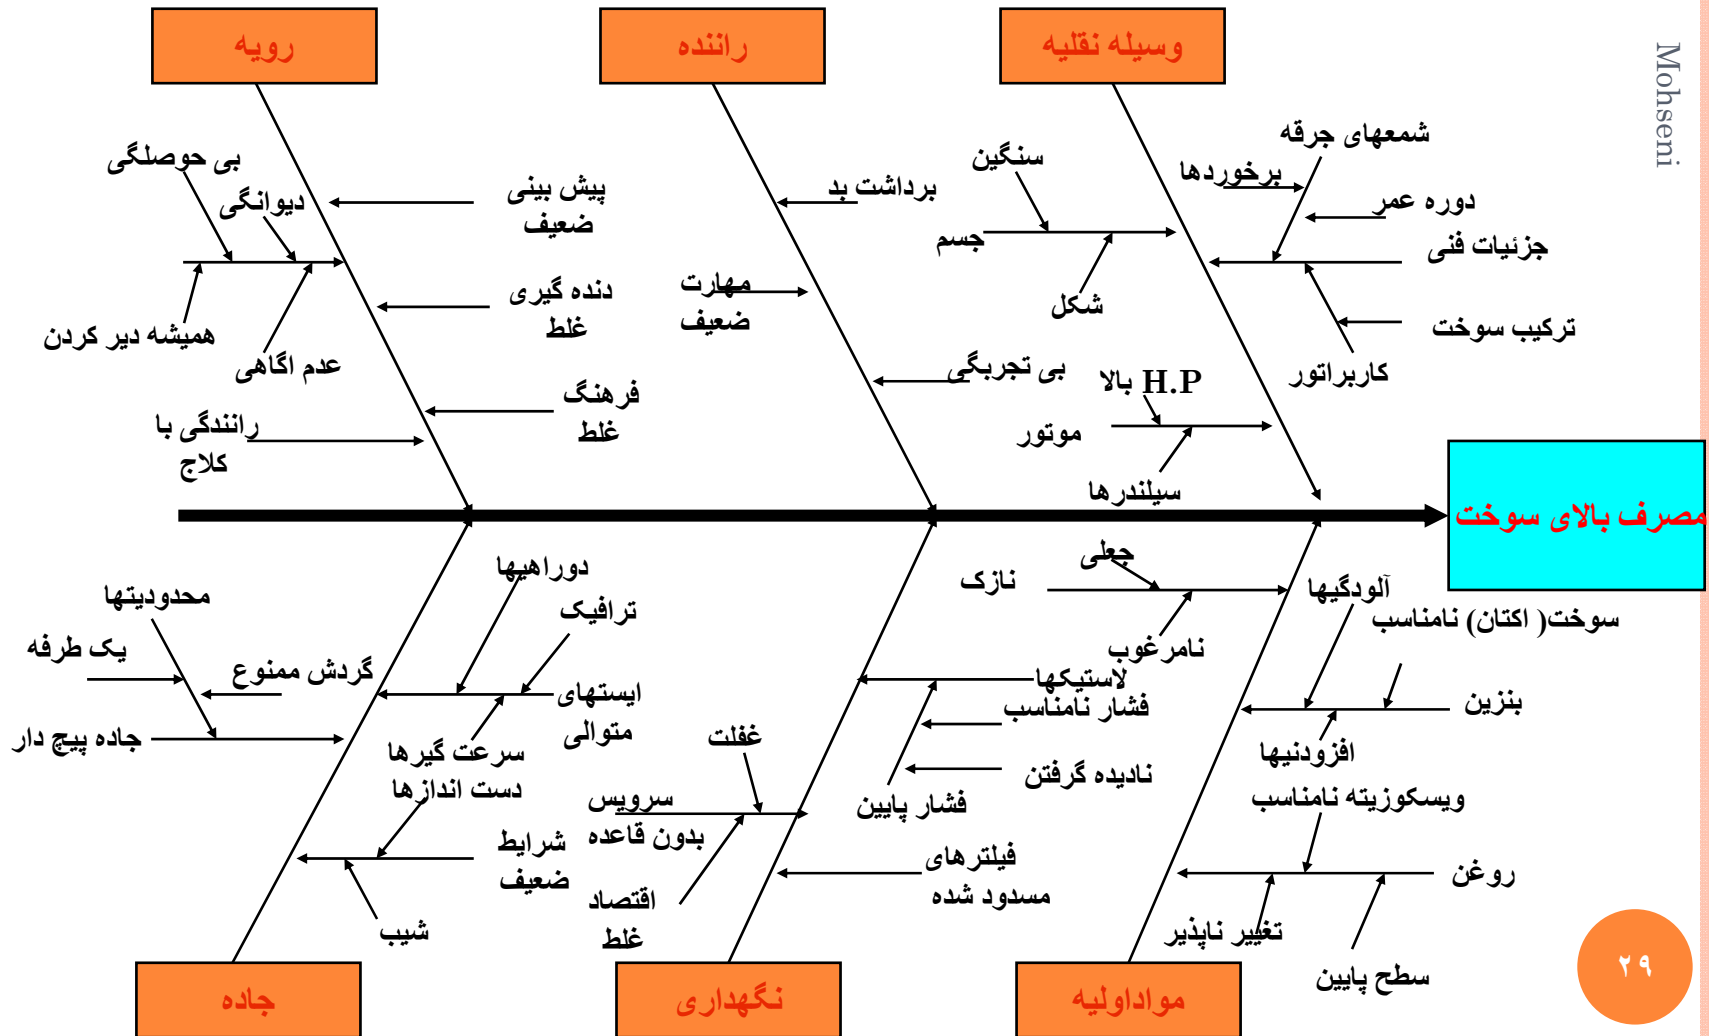 وسیله نقلیه
راننده
رویه
Mohseni
شمعهای جرقه
برخوردها
دوره عمر
جزئیات فنی
ترکیب سوخت
کاربراتور
سنگین
جسم
شکل
H.P بالا
موتور
سیلندرها
برداشت بد
مهارت
ضعیف
بی تجربگی
بی حوصلگی
دیوانگی
پیش بینی
ضعیف
همیشه دیر کردن
عدم اگاهی
دنده گیری
غلط
فرهنگ
غلط
رانندگی با
کلاج
مصرف بالای سوخت
جعلی
نازک
نامرغوب
آلودگیها
سوخت( اکتان) نامناسب
بنزین
افزودنیها
ویسکوزیته نامناسب
روغن
تغییر ناپذیر
سطح پایین
لاستیکها
فشار نامناسب
نادیده گرفتن
فشار پایین
غفلت
سرویس
بدون قاعده
اقتصاد
غلط
فیلترهای
مسدود شده
دوراهیها
ترافیک
ایستهای
متوالی
سرعت گیرها
محدودیتها
یک طرفه
گردش ممنوع
جاده پیچ دار
دست اندازها
شرایط
ضعیف
شیب
مواداولیه
نگهداری
جاده
۲۹